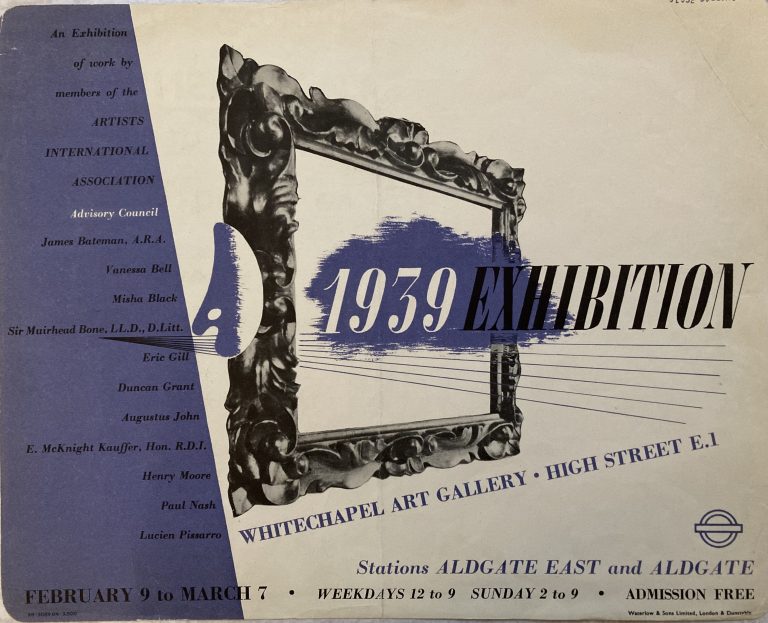 An Exhibition
of work by
members of the
ARTISTS
INTERNATIONAL
ASSOCIATION
Advisory Council
James Bateman, A.R.A.
Vanessa Bell
Misha Black
Sir Muirhead Bone, LL.D., D.Litt.
Eric Gill
Duncan Grant
Augustus John
E. McKnight Kauffer, Hon. R.D.I.
Henry Moore
Paul Nash
Lucien Pissarro
1939 EXHIBITION
WHITECHAPEL ART GALLERY • HIGH STREET E.1
Stations ALDGATE EAST and ALDGATE
FEBRUARY 9 to MARCH 7 • WEEKDAYS 12 to 9 SUNDAY 2 to 9 • ADMISSION FREE
Waterlow & Sons Limited, London & Dunstable